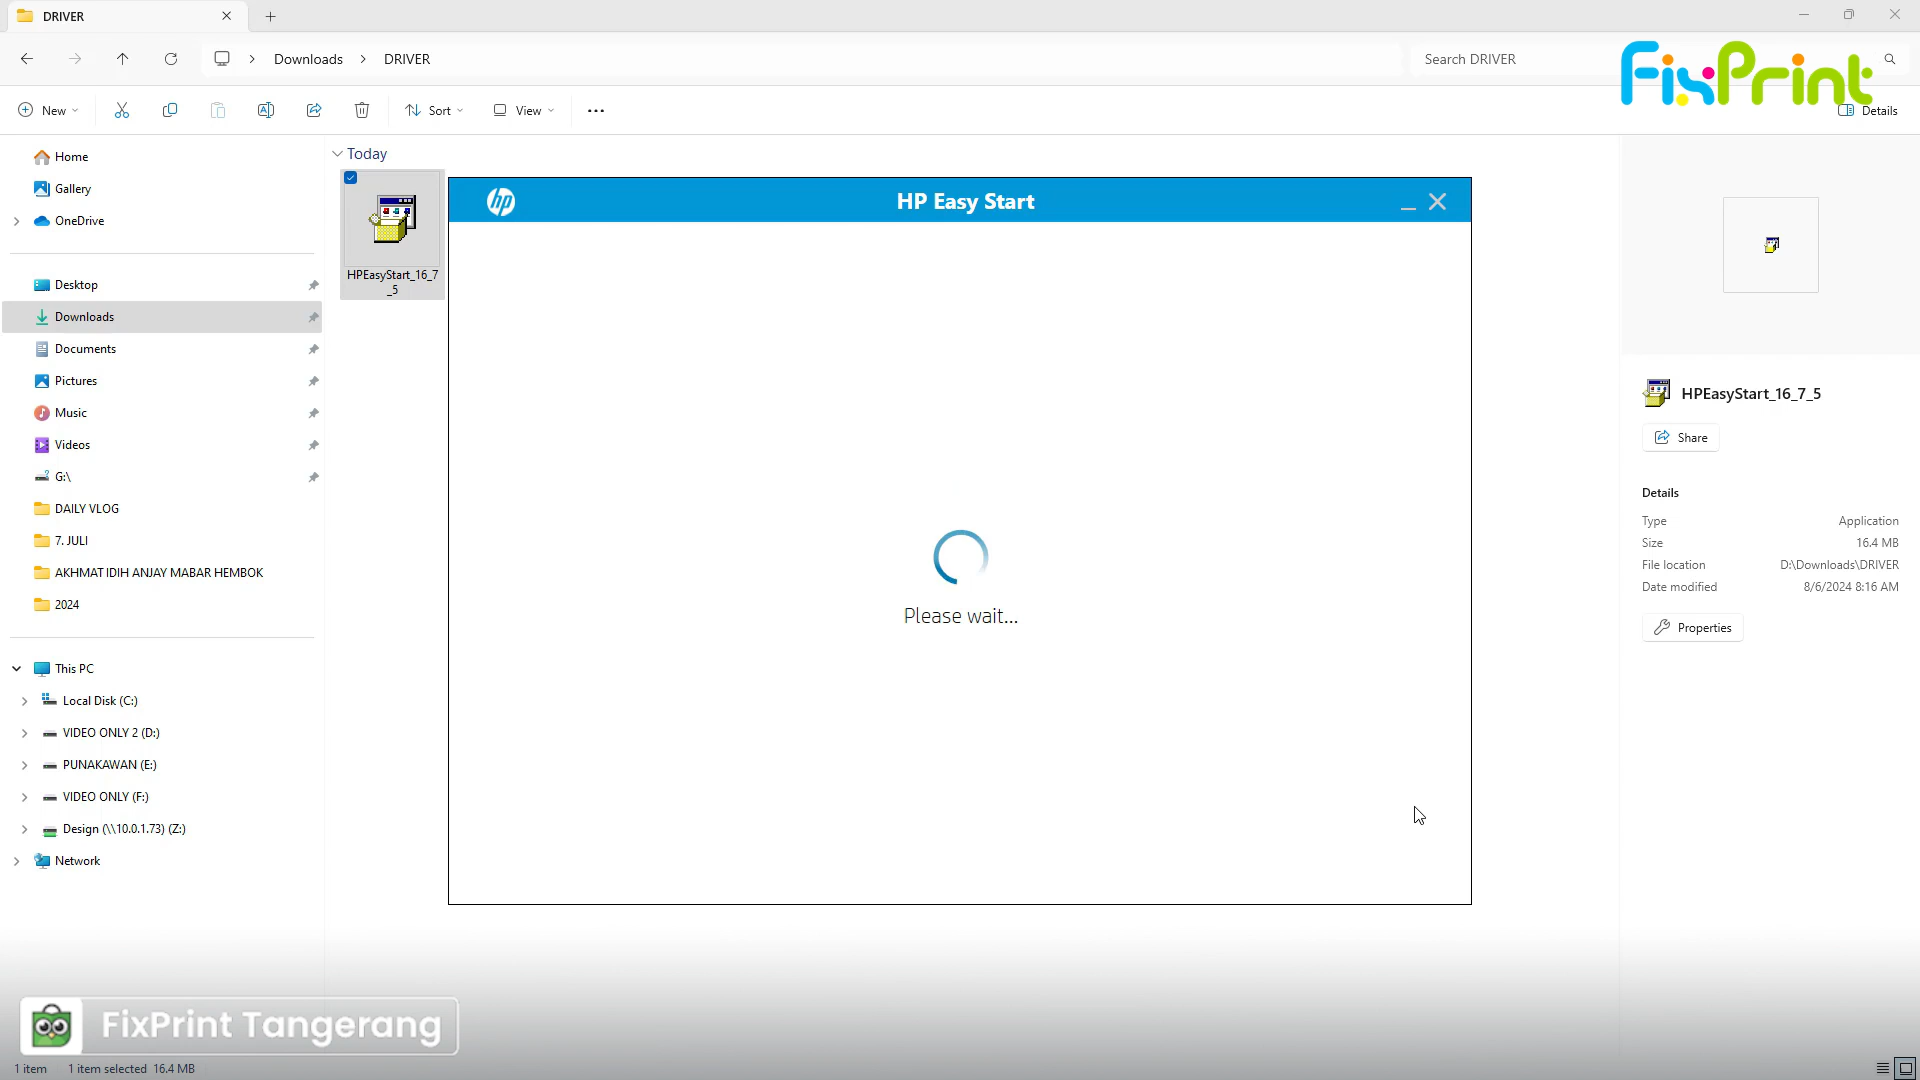 DRIVER
Downloads
DRIVER
Search DRIVER
FixPrint
New
Sort
View
Details
Home
Gallery
OneDrive
Desktop
Downloads
Documents
Pictures
Music
Videos
G:\
DAILY VLOG
7. JULI
AKHMAT IDIH ANJAY MABAR HEMBOK
2024
This PC
Local Disk (C:)
VIDEO ONLY 2 (D:)
PUNAKAWAN (E:)
VIDEO ONLY (F:)
Design (\\10.0.1.73) (Z:)
Network
Today
HPEasyStart_16_7
_5
hp
HP Easy Start
Please wait...
HPEasyStart_16_7_5
Share
Details
Type Application
Size 16.4 MB
File location D:\Downloads\DRIVER
Date modified 8/6/2024 8:16 AM
Properties
FixPrint Tangerang
1 item 1 item selected 16.4 MB